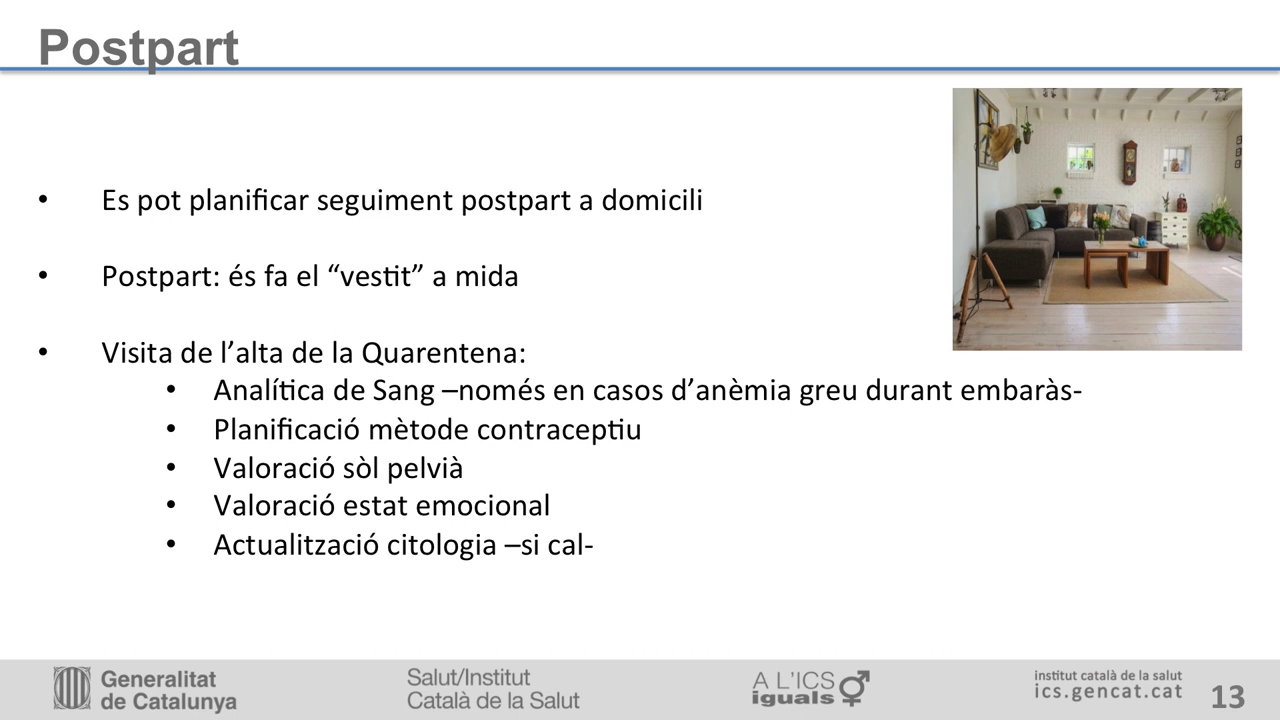 Postpart
• Es pot planificar seguiment postpart a domicili
• Postpart: és fa el “vestit” a mida
• Visita de l’alta de la Quarentena:
• Analítica de Sang –només en casos d’anèmia greu durant embaràs-
• Planificació mètode contraceptiu
• Valoració sòl pelvià
• Valoració estat emocional
• Actualització citologia –si cal-
Generalitat
de Catalunya
Salut/Institut
Català de la Salut
A L'ICS
iguals
institut català de la salut
ics.gencat.cat
13